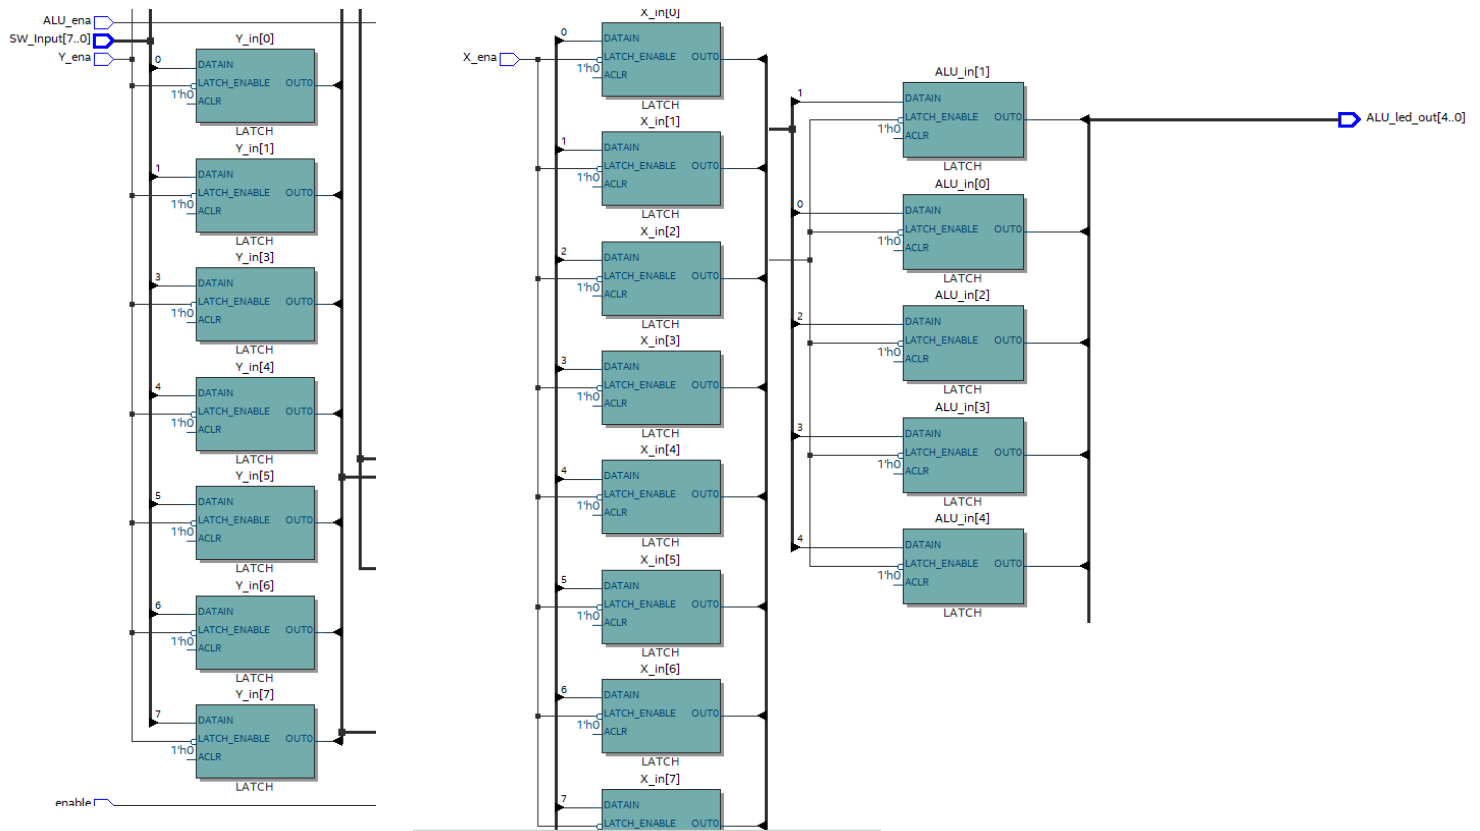 ALU_ena
SW_Input[7..0]
Y_ena
Y_in[0]
0
DATAIN
LATCH_ENABLE OUT0
1'h0
ACLR
LATCH
Y_in[1]
1
DATAIN
LATCH_ENABLE OUT0
1'h0
ACLR
LATCH
Y_in[3]
3
DATAIN
LATCH_ENABLE OUT0
1'h0
ACLR
LATCH
Y_in[4]
4
DATAIN
LATCH_ENABLE OUT0
1'h0
ACLR
LATCH
Y_in[5]
5
DATAIN
LATCH_ENABLE OUT0
1'h0
ACLR
LATCH
Y_in[6]
6
DATAIN
LATCH_ENABLE OUT0
1'h0
ACLR
LATCH
Y_in[7]
7
DATAIN
LATCH_ENABLE OUT0
1'h0
ACLR
LATCH
enable
X_ena
X_in[0]
0
DATAIN
LATCH_ENABLE OUT0
1'h0
ACLR
LATCH
X_in[1]
1
DATAIN
LATCH_ENABLE OUT0
1'h0
ACLR
LATCH
X_in[2]
2
DATAIN
LATCH_ENABLE OUT0
1'h0
ACLR
LATCH
X_in[3]
3
DATAIN
LATCH_ENABLE OUT0
1'h0
ACLR
LATCH
X_in[4]
4
DATAIN
LATCH_ENABLE OUT0
1'h0
ACLR
LATCH
X_in[5]
5
DATAIN
LATCH_ENABLE OUT0
1'h0
ACLR
LATCH
X_in[6]
6
DATAIN
LATCH_ENABLE OUT0
1'h0
ACLR
LATCH
X_in[7]
7
DATAIN
LATCH_ENABLE OUT0
ALU_in[1]
1
DATAIN
LATCH_ENABLE OUT0
1'h0
ACLR
LATCH
ALU_in[0]
0
DATAIN
LATCH_ENABLE OUT0
1'h0
ACLR
LATCH
ALU_in[2]
2
DATAIN
LATCH_ENABLE OUT0
1'h0
ACLR
LATCH
ALU_in[3]
3
DATAIN
LATCH_ENABLE OUT0
1'h0
ACLR
LATCH
ALU_in[4]
4
DATAIN
LATCH_ENABLE OUT0
1'h0
ACLR
LATCH
ALU_led_out[4..0]